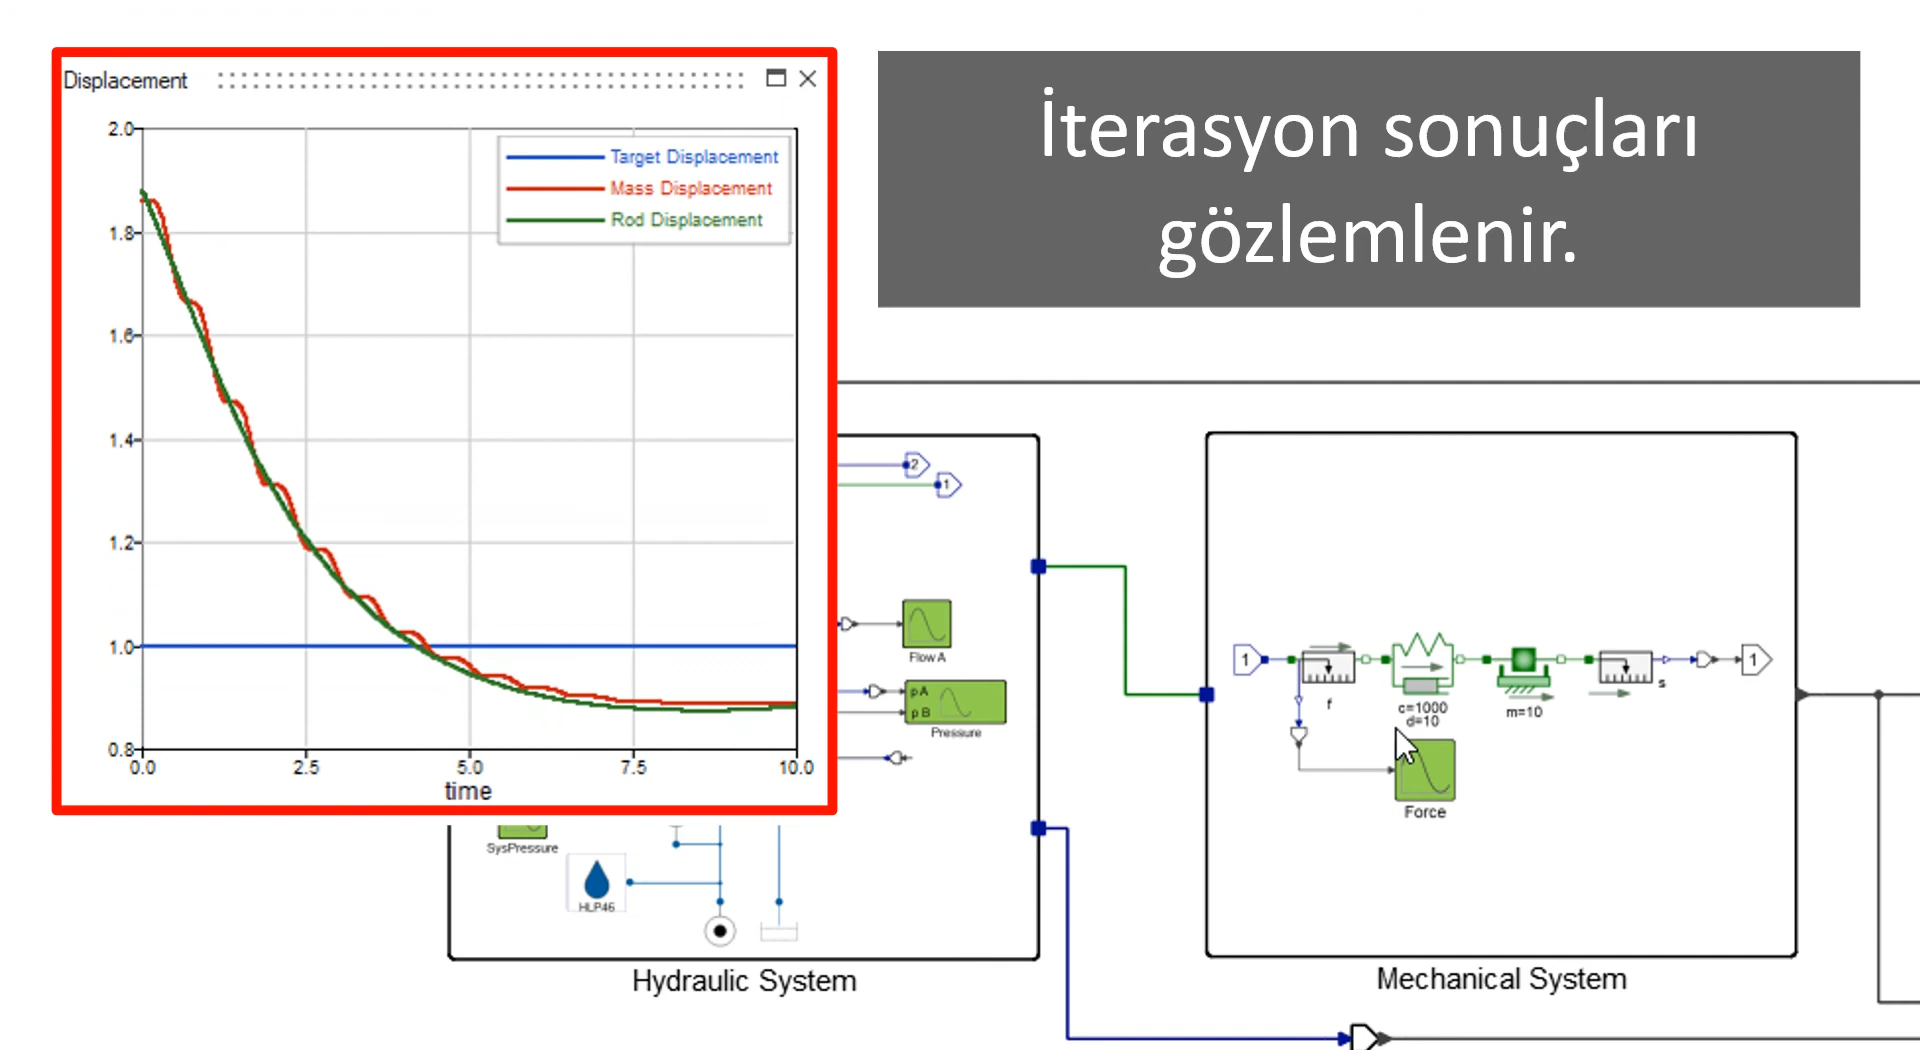 Displacement
2.0
1.8
1.6
1.4
1.2
1.0
0.8
0.0 2.5 5.0 7.5 10.0
time
Target Displacement
Mass Displacement
Rod Displacement
İterasyon sonuçları
gözlemlenir.
2
1
Flow A
p A
p B
Pressure
SysPressure
HLP46
Hydraulic System
1
f
c=1000
d=10
m=10
s
1
Force
Mechanical System